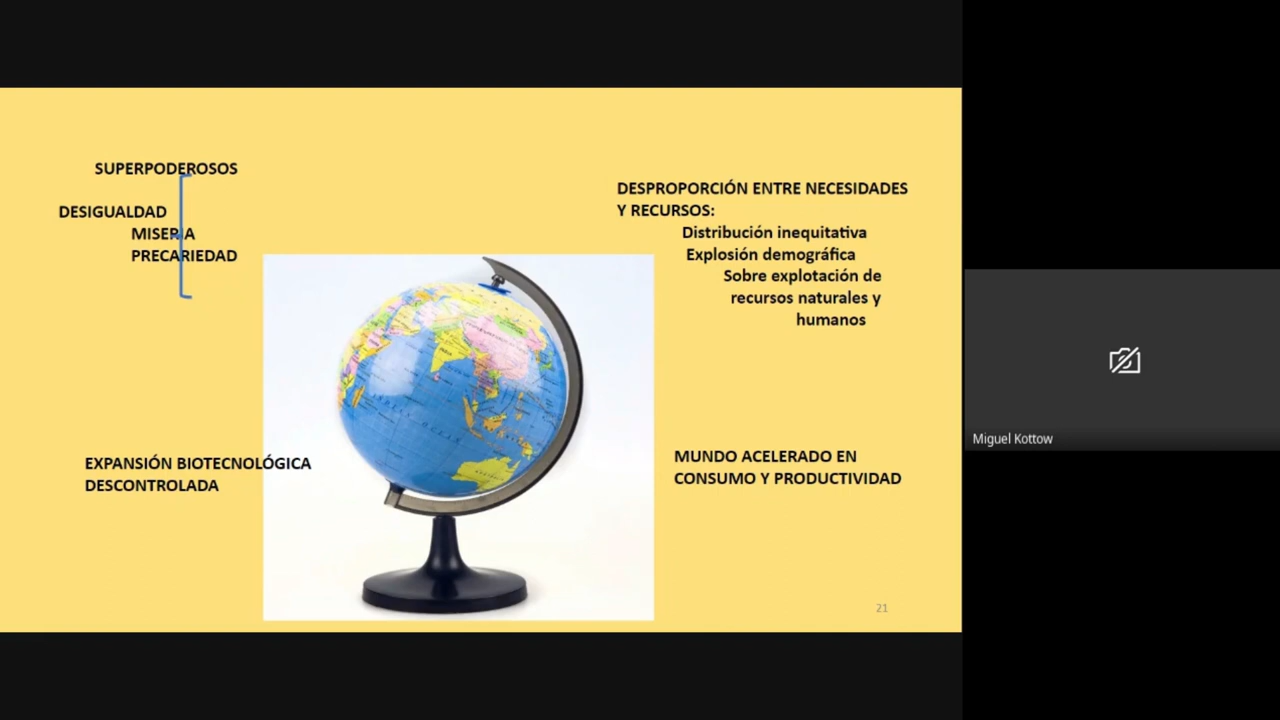 SUPERPODEROSOS
DESIGUALDAD
MISERIA
PRECARIEDAD
DESPROPORCIÓN ENTRE NECESIDADES
Y RECURSOS:
Distribución inequitativa
Explosión demográfica
Sobre explotación de
recursos naturales y
humanos
EXPANSIÓN BIOTECNOLÓGICA
DESCONTROLADA
MUNDO ACELERADO EN
CONSUMO Y PRODUCTIVIDAD
21
Miguel Kottow